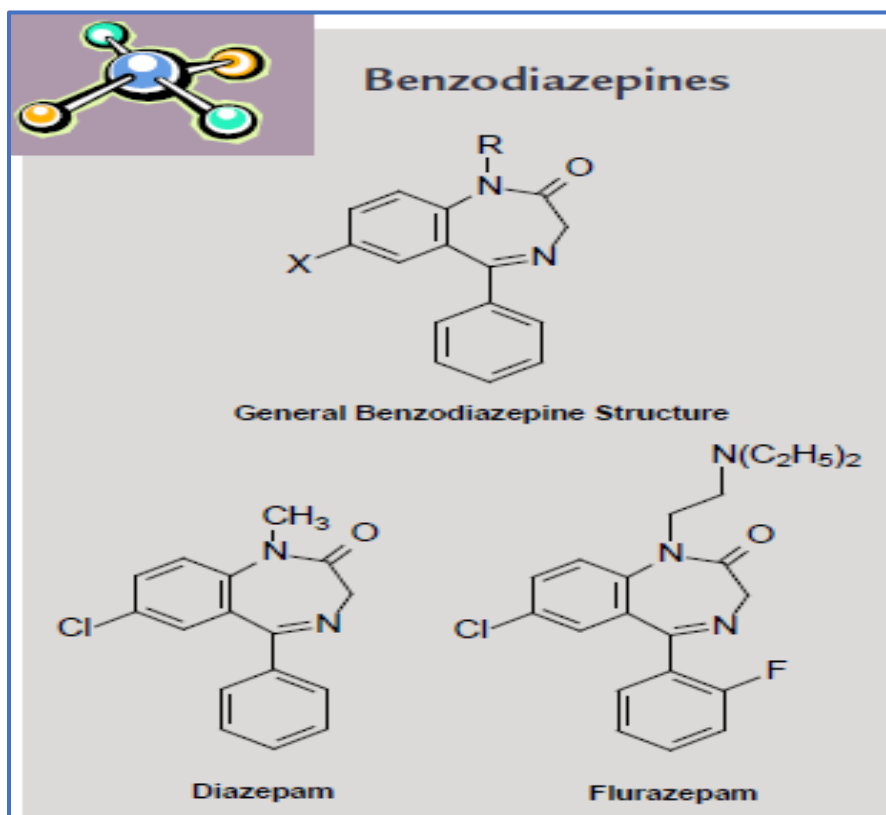 Benzodiazepines
R
N
O
X
N
General Benzodiazepine Structure
N(C₂H₅)₂
CH₃
O
N
N
O
Cl
N
Cl
N
F
Diazepam
Flurazepam